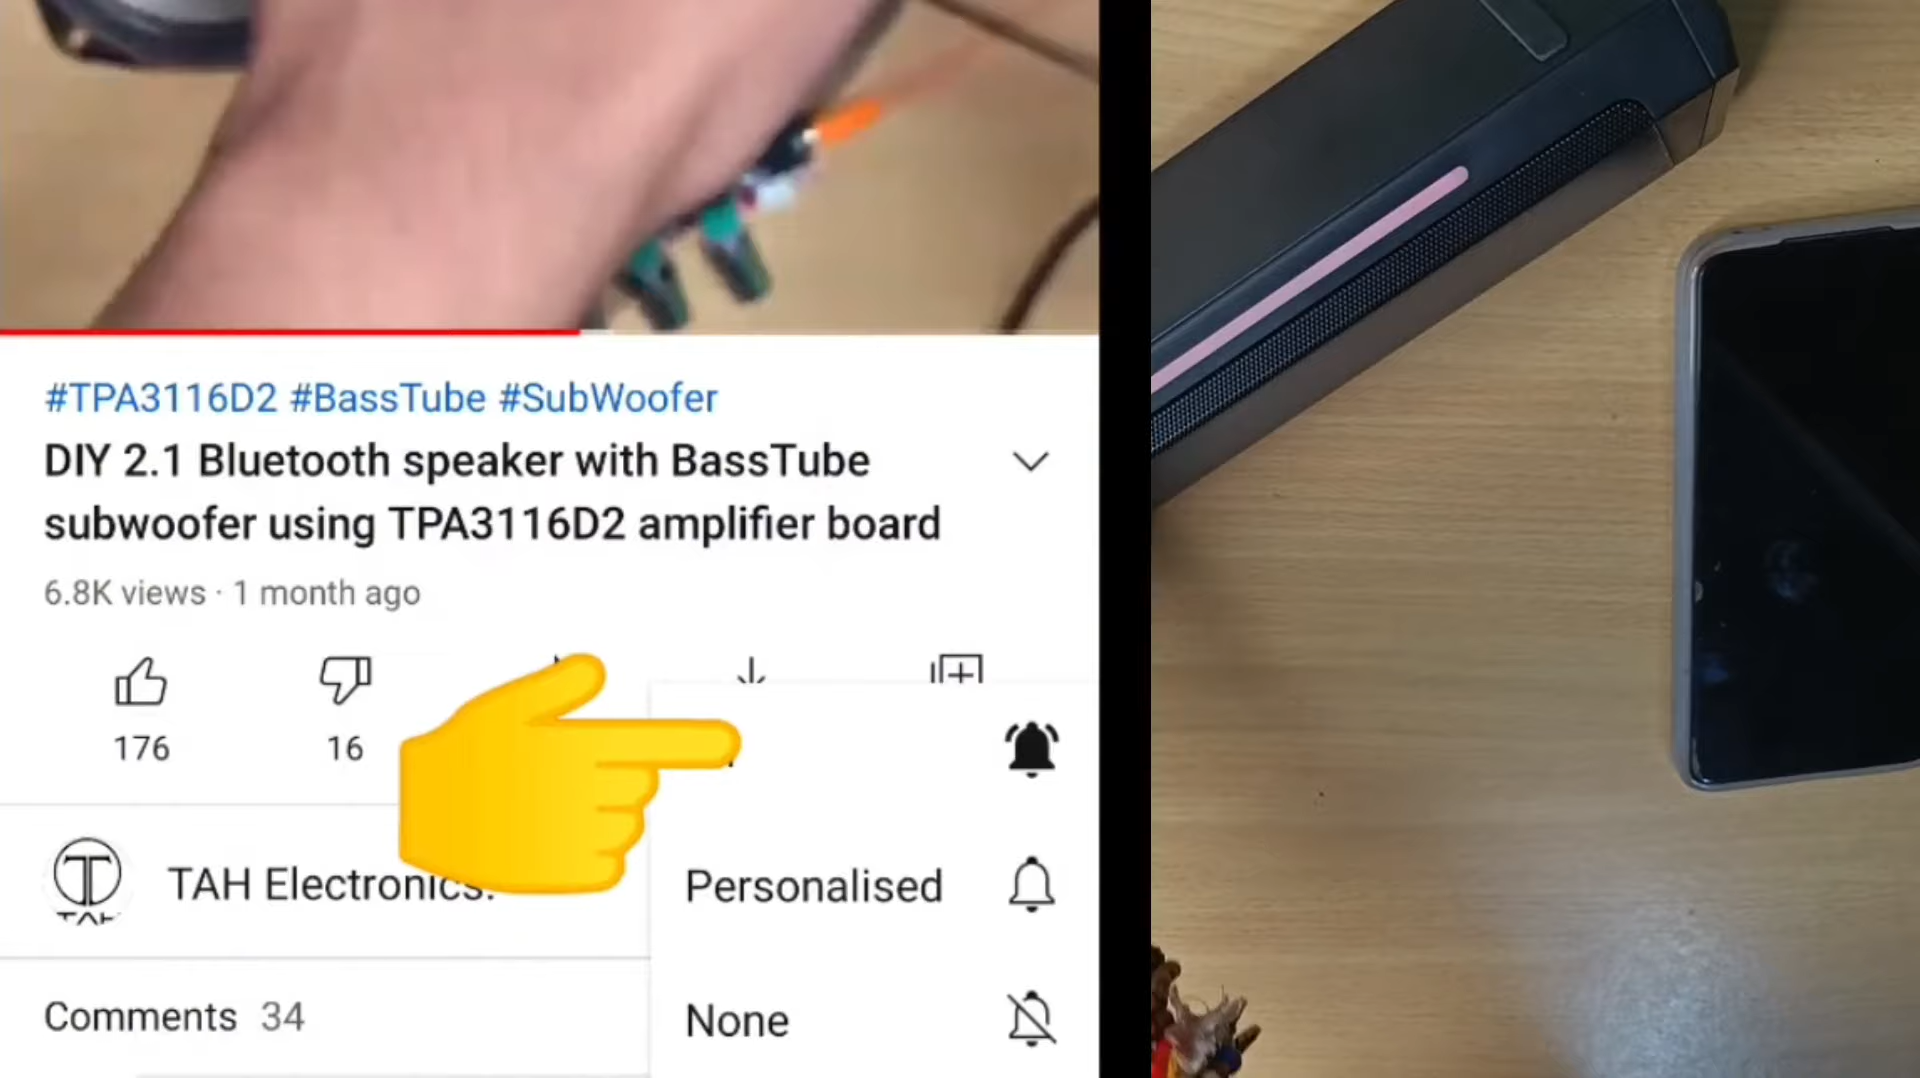 #TPA3116D2 #BassTube #SubWoofer
DIY 2.1 Bluetooth speaker with BassTube
subwoofer using TPA3116D2 amplifier board
6.8K views · 1 month ago
176
16
TAH
TAH Electronics.
Personalised
Comments 34
None